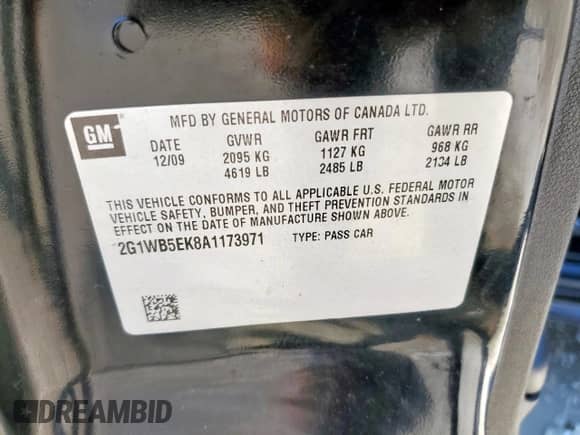 GM
MFD BY GENERAL MOTORS OF CANADA LTD.
DATE GVWR GAWR FRT GAWR RR
12/09 2095 KG 1127 KG 968 KG
4619 LB 2485 LB 2134 LB
THIS VEHICLE CONFORMS TO ALL APPLICABLE U.S. FEDERAL MOTOR
VEHICLE SAFETY, BUMPER, AND THEFT PREVENTION STANDARDS IN
EFFECT ON THE DATE OF MANUFACTURE SHOWN ABOVE.
2G1WB5EK8A1173971 TYPE: PASS CAR
DREAMBID